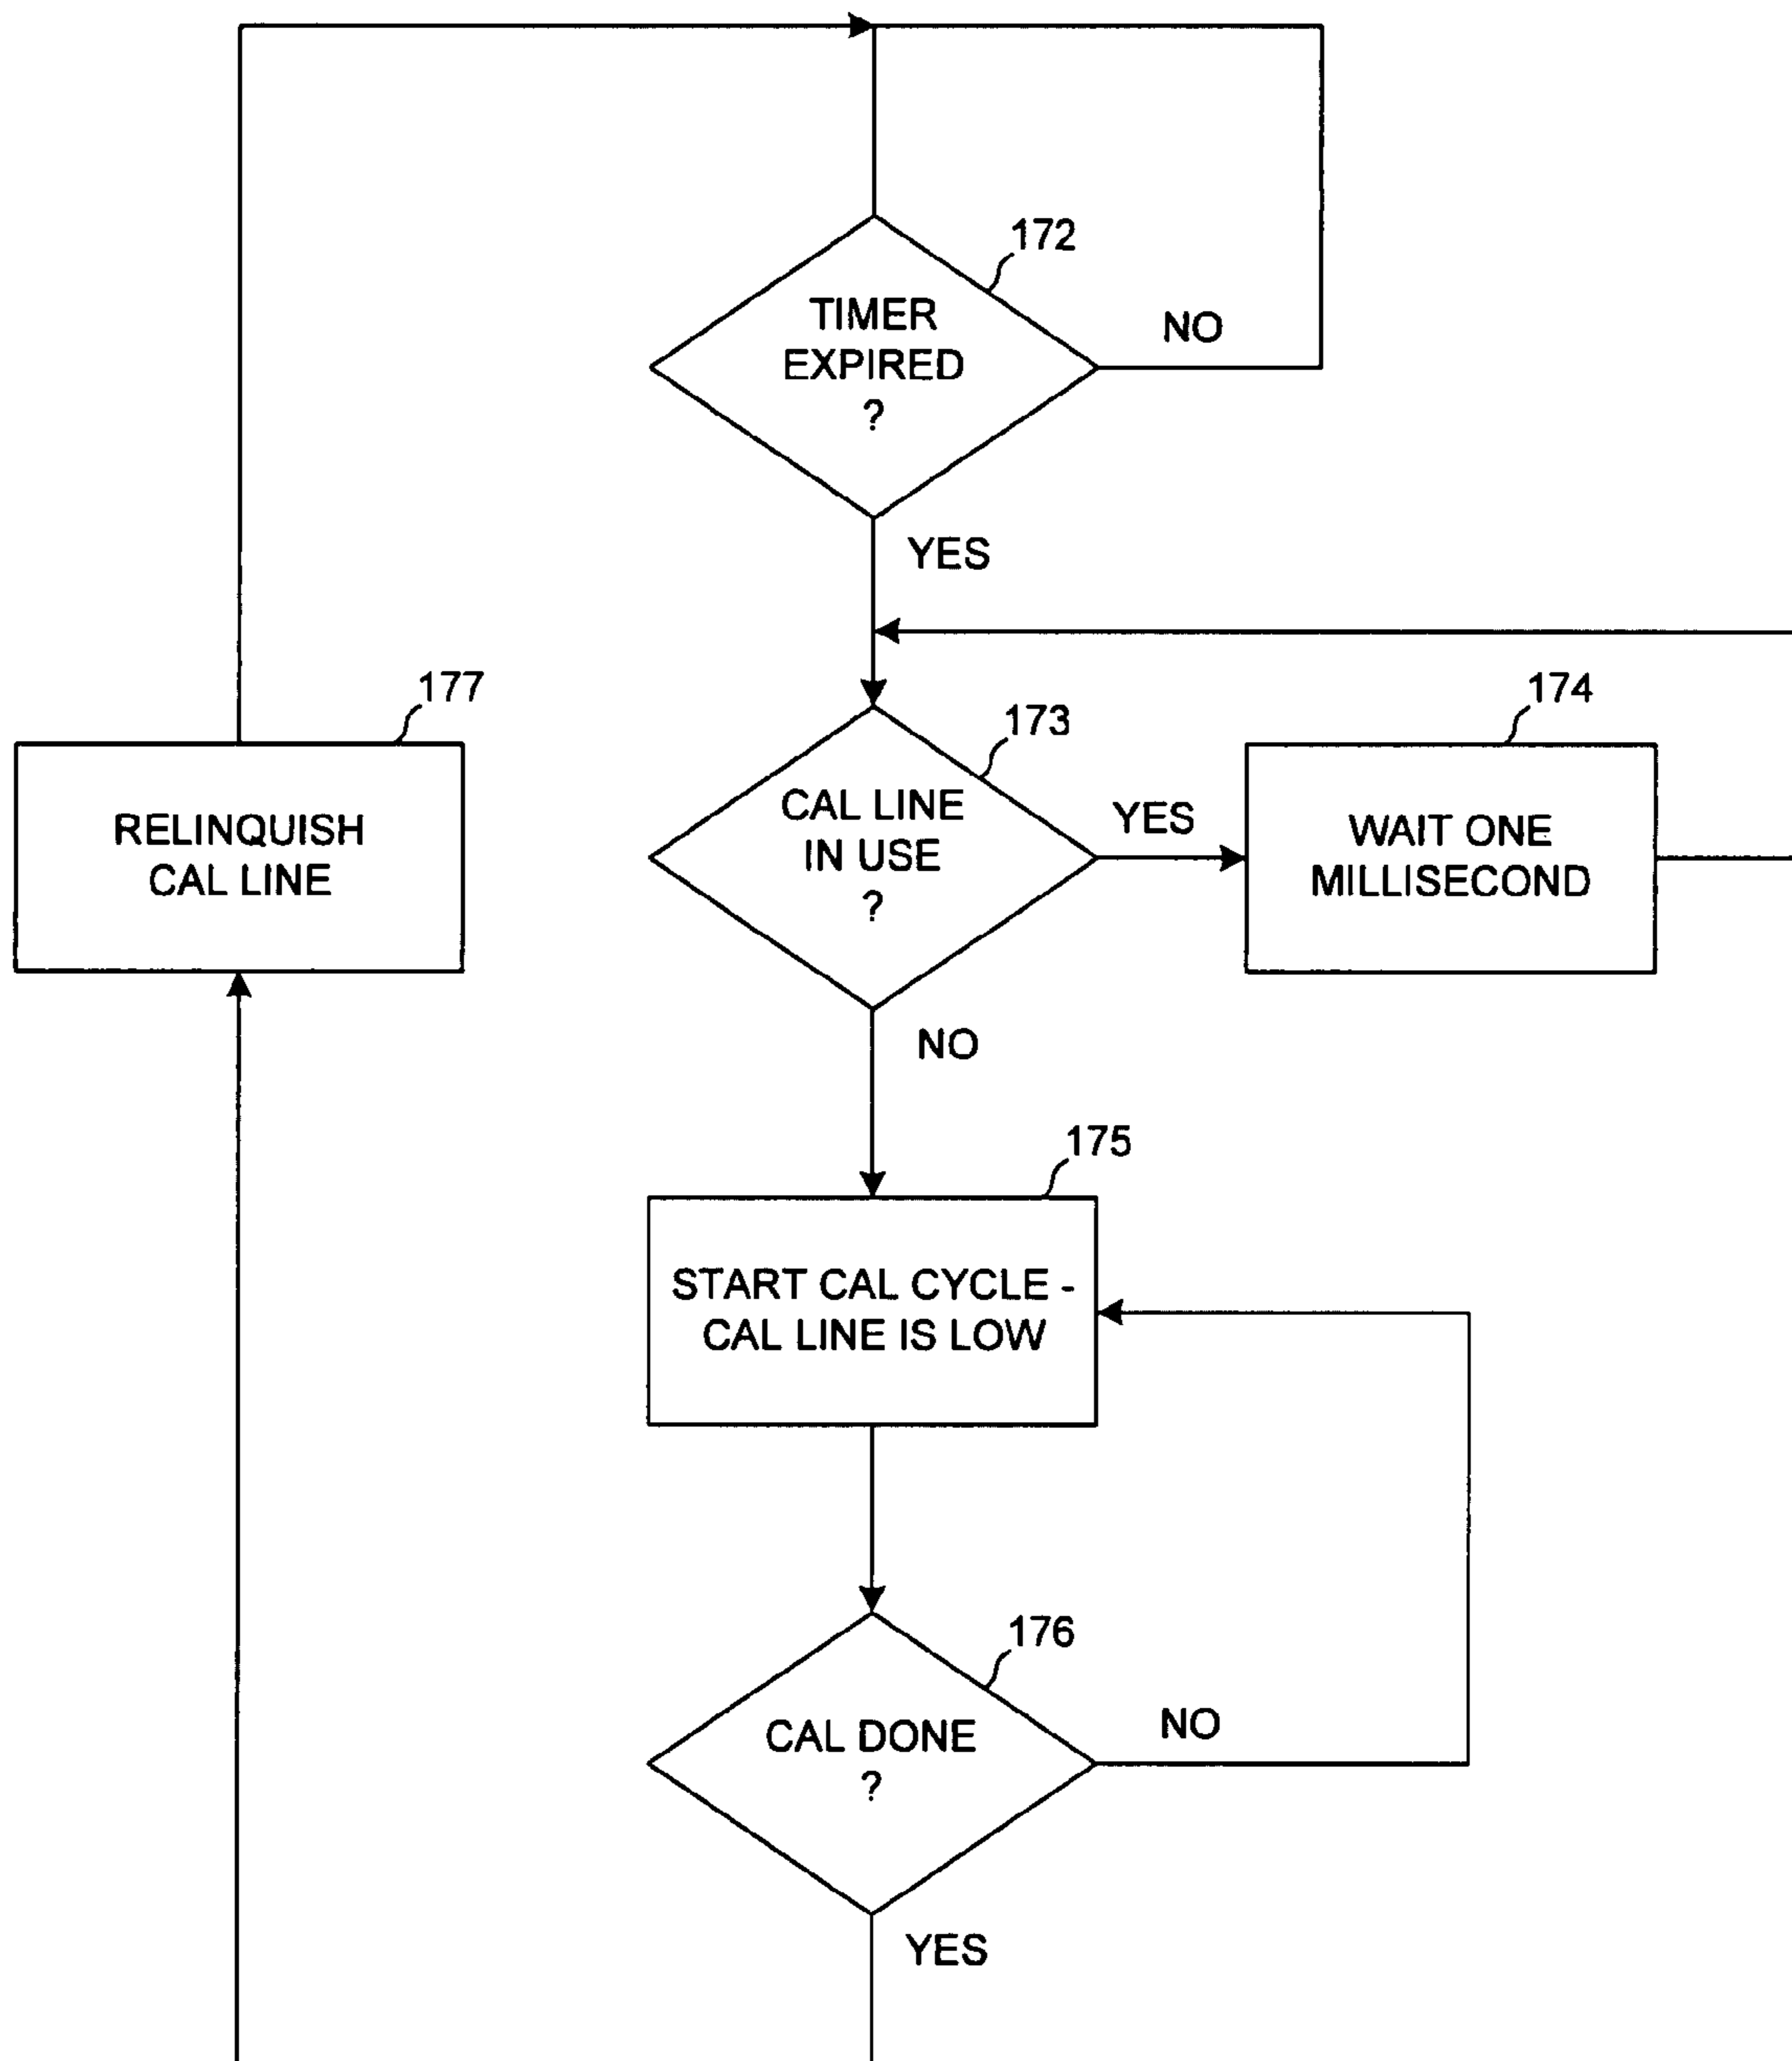 172
TIMER
EXPIRED
?
NO
YES
177
RELINQUISH
CAL LINE
173
CAL LINE
IN USE
?
YES
174
WAIT ONE
MILLISECOND
NO
175
START CAL CYCLE -
CAL LINE IS LOW
176
CAL DONE
?
NO
YES